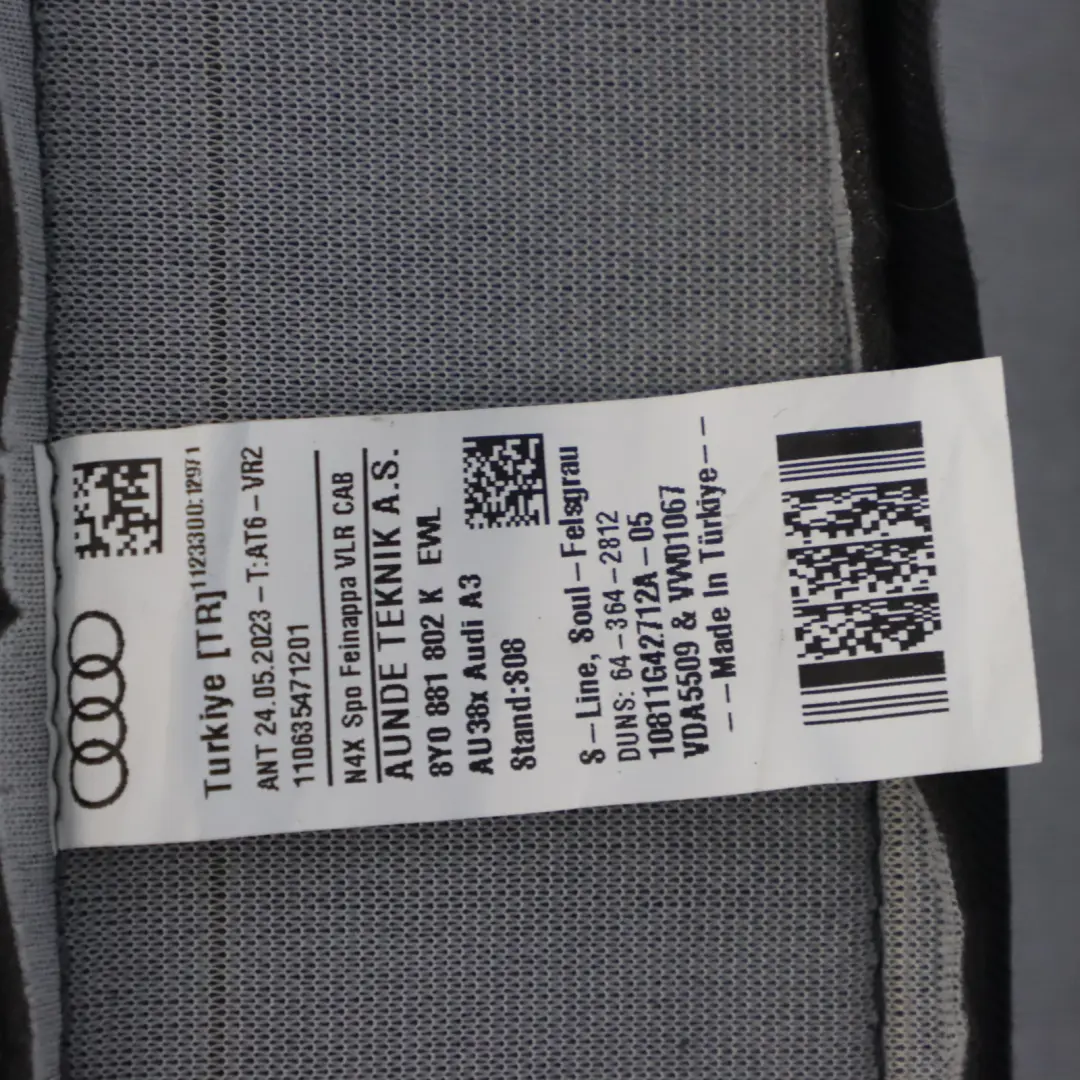 Turkiye [TR] 1123300:1297/1
ANT 24.05.2023 - T:AT6 - VR2
110635471201
N4X Spo Feinappa VLR CAB
AUNDE TEKNIK A.S.
8Y0 881 802 K EWL
AU38x Audi A3
Stand:S08
S-Line, Soul-Felsgrau
DUNS: 64-364-2812
10811G42712A-05
VDA5509 & VW01067
--Made In Türkiye--